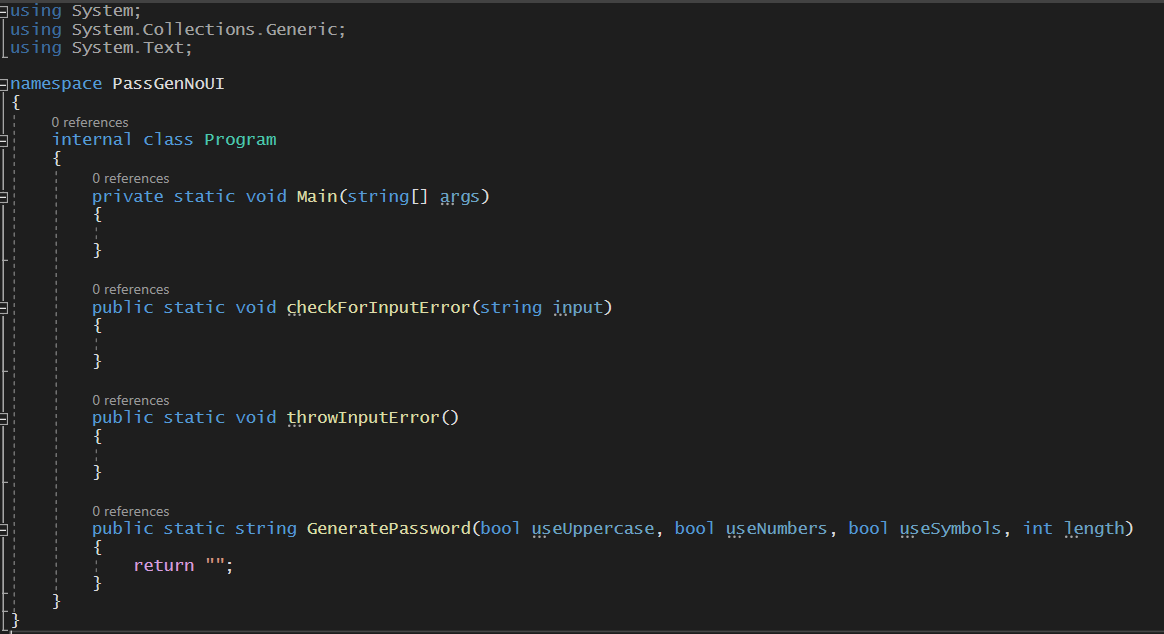 using System;
using System.Collections.Generic;
using System.Text;
namespace PassGenNoUI
{
0 references
internal class Program
{
0 references
private static void Main(string[] args)
{
}
0 references
public static void checkForInputError(string input)
{
}
0 references
public static void throwInputError()
{
}
0 references
public static string GeneratePassword(bool useUppercase, bool useNumbers, bool useSymbols, int length)
{
return "";
}
}
}